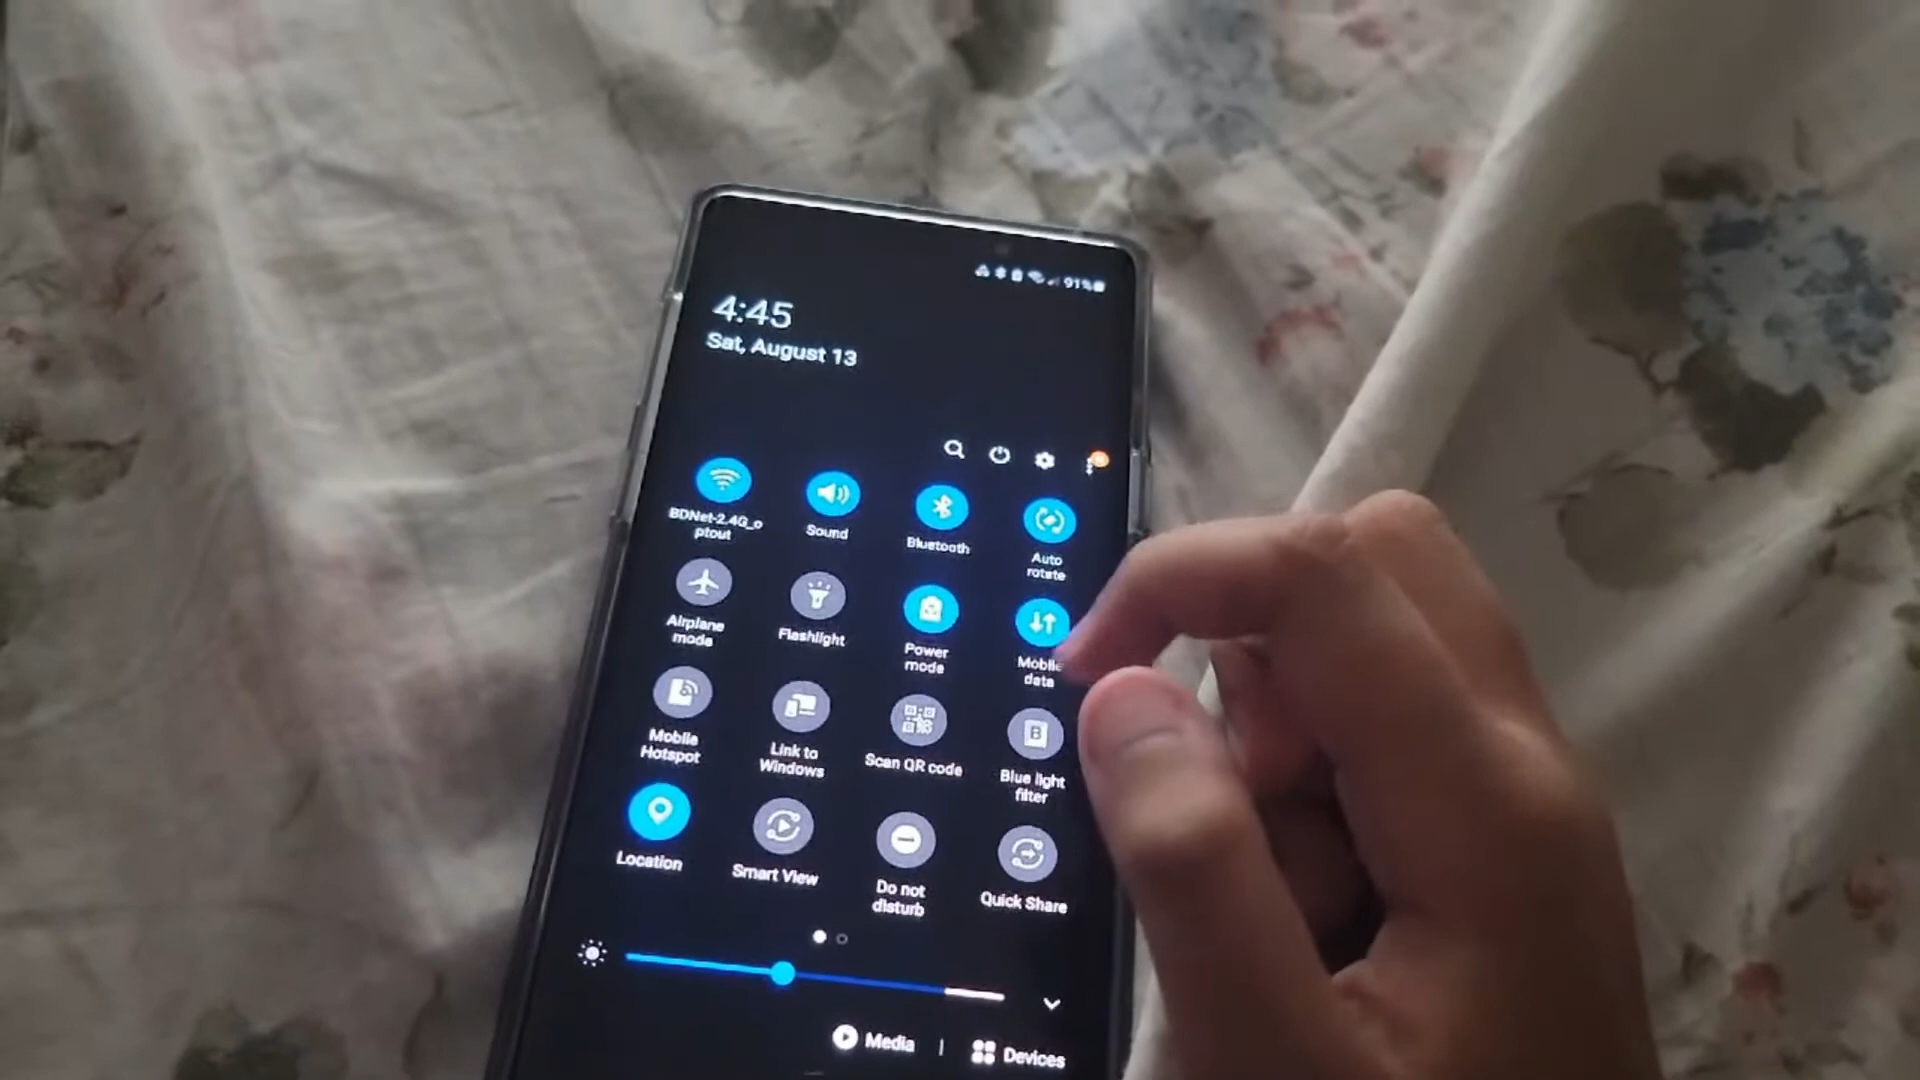 91%
4:45
Sat, August 13
BDNet-2.4G_o
ptout
Sound
Bluetooth
Auto
rotate
Airplane
mode
Flashlight
Power
mode
Mobile
data
Mobile
Hotspot
Link to
Windows
Scan QR code
Blue light
filter
Location
Smart View
Do not
disturb
Quick Share
Media | Devices